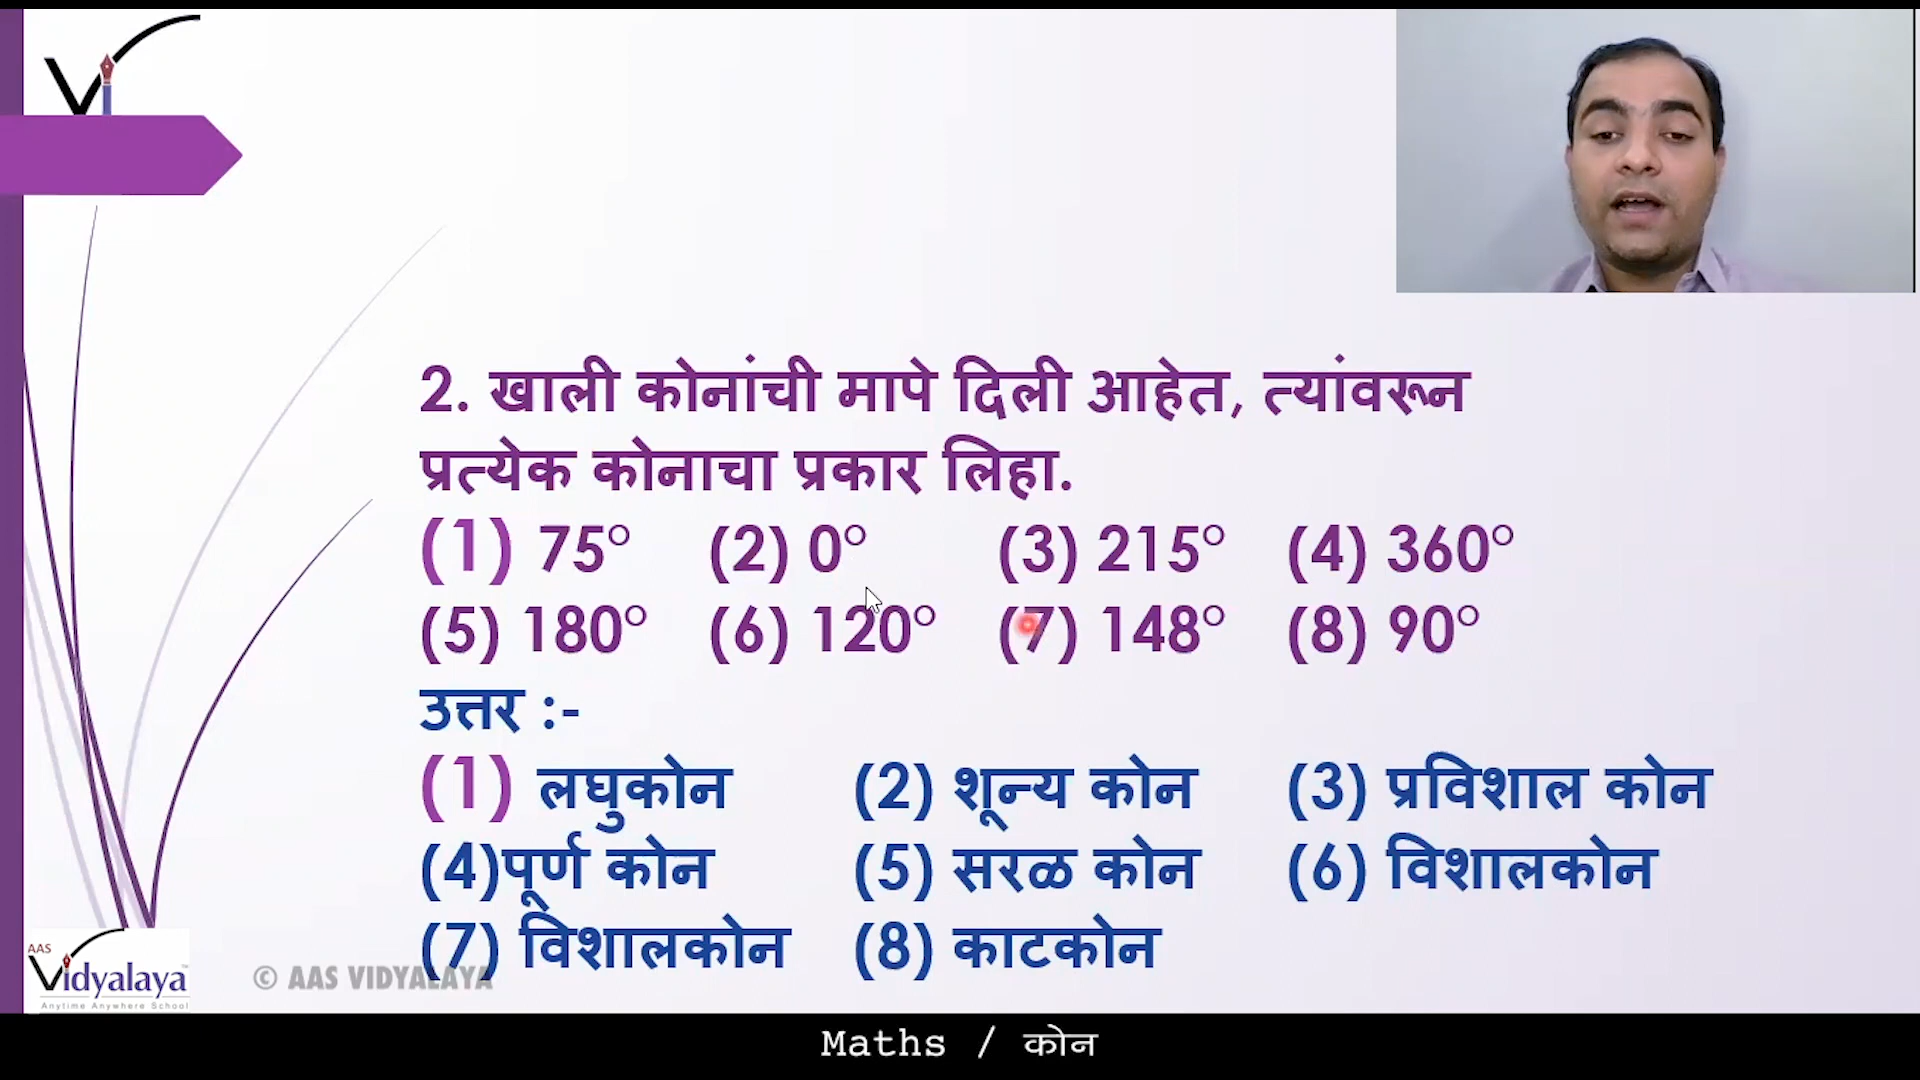 Vi
2. खाली कोनांची मापे दिली आहेत, त्यांवरून
प्रत्येक कोनाचा प्रकार लिहा.
(1) 75° (2) 0° (3) 215° (4) 360°
(5) 180° (6) 120° (7) 148° (8) 90°
उत्तर :-
(1) लघुकोन (2) शून्य कोन (3) प्रविशाल कोन
(4)पूर्ण कोन (5) सरळ कोन (6) विशालकोन
(7) विशालकोन (8) काटकोन
AAS
Vidyalaya
Anytime Anywhere School
© AAS VIDYALAYA
Maths / कोन